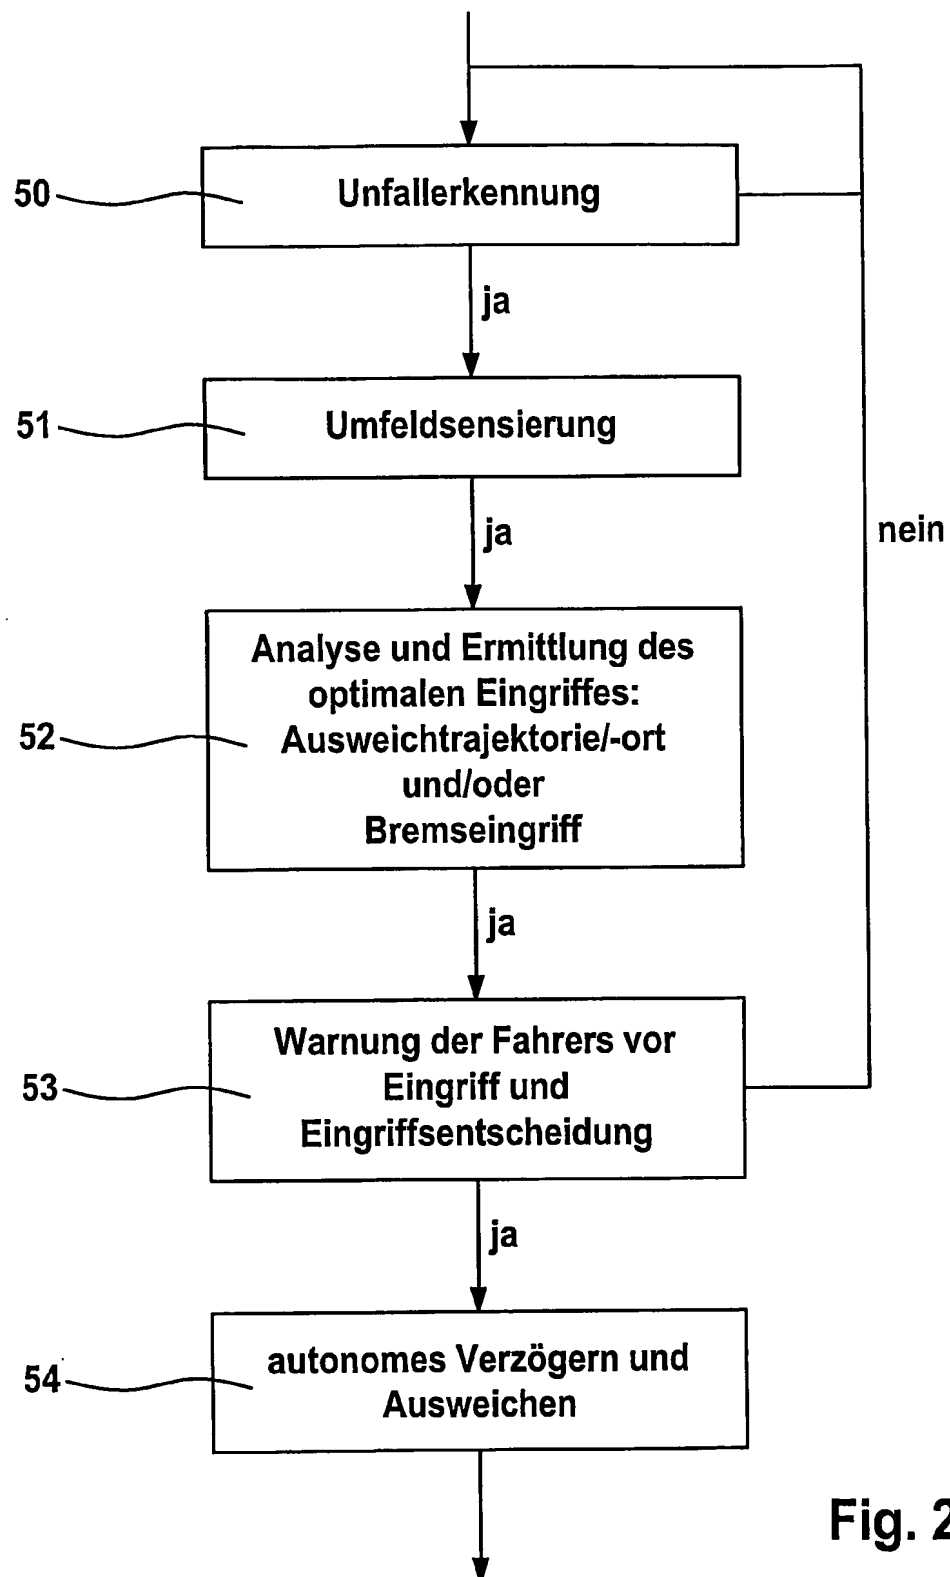 50
Unfallerkennung
ja
51
Umfeldsensierung
ja
nein
52
Analyse und Ermittlung des
optimalen Eingriffes:
Ausweichtrajektorie/-ort
und/oder
Bremseingriff
ja
53
Warnung der Fahrers vor
Eingriff und
Eingriffsentscheidung
ja
54
autonomes Verzögern und
Ausweichen
Fig. 2